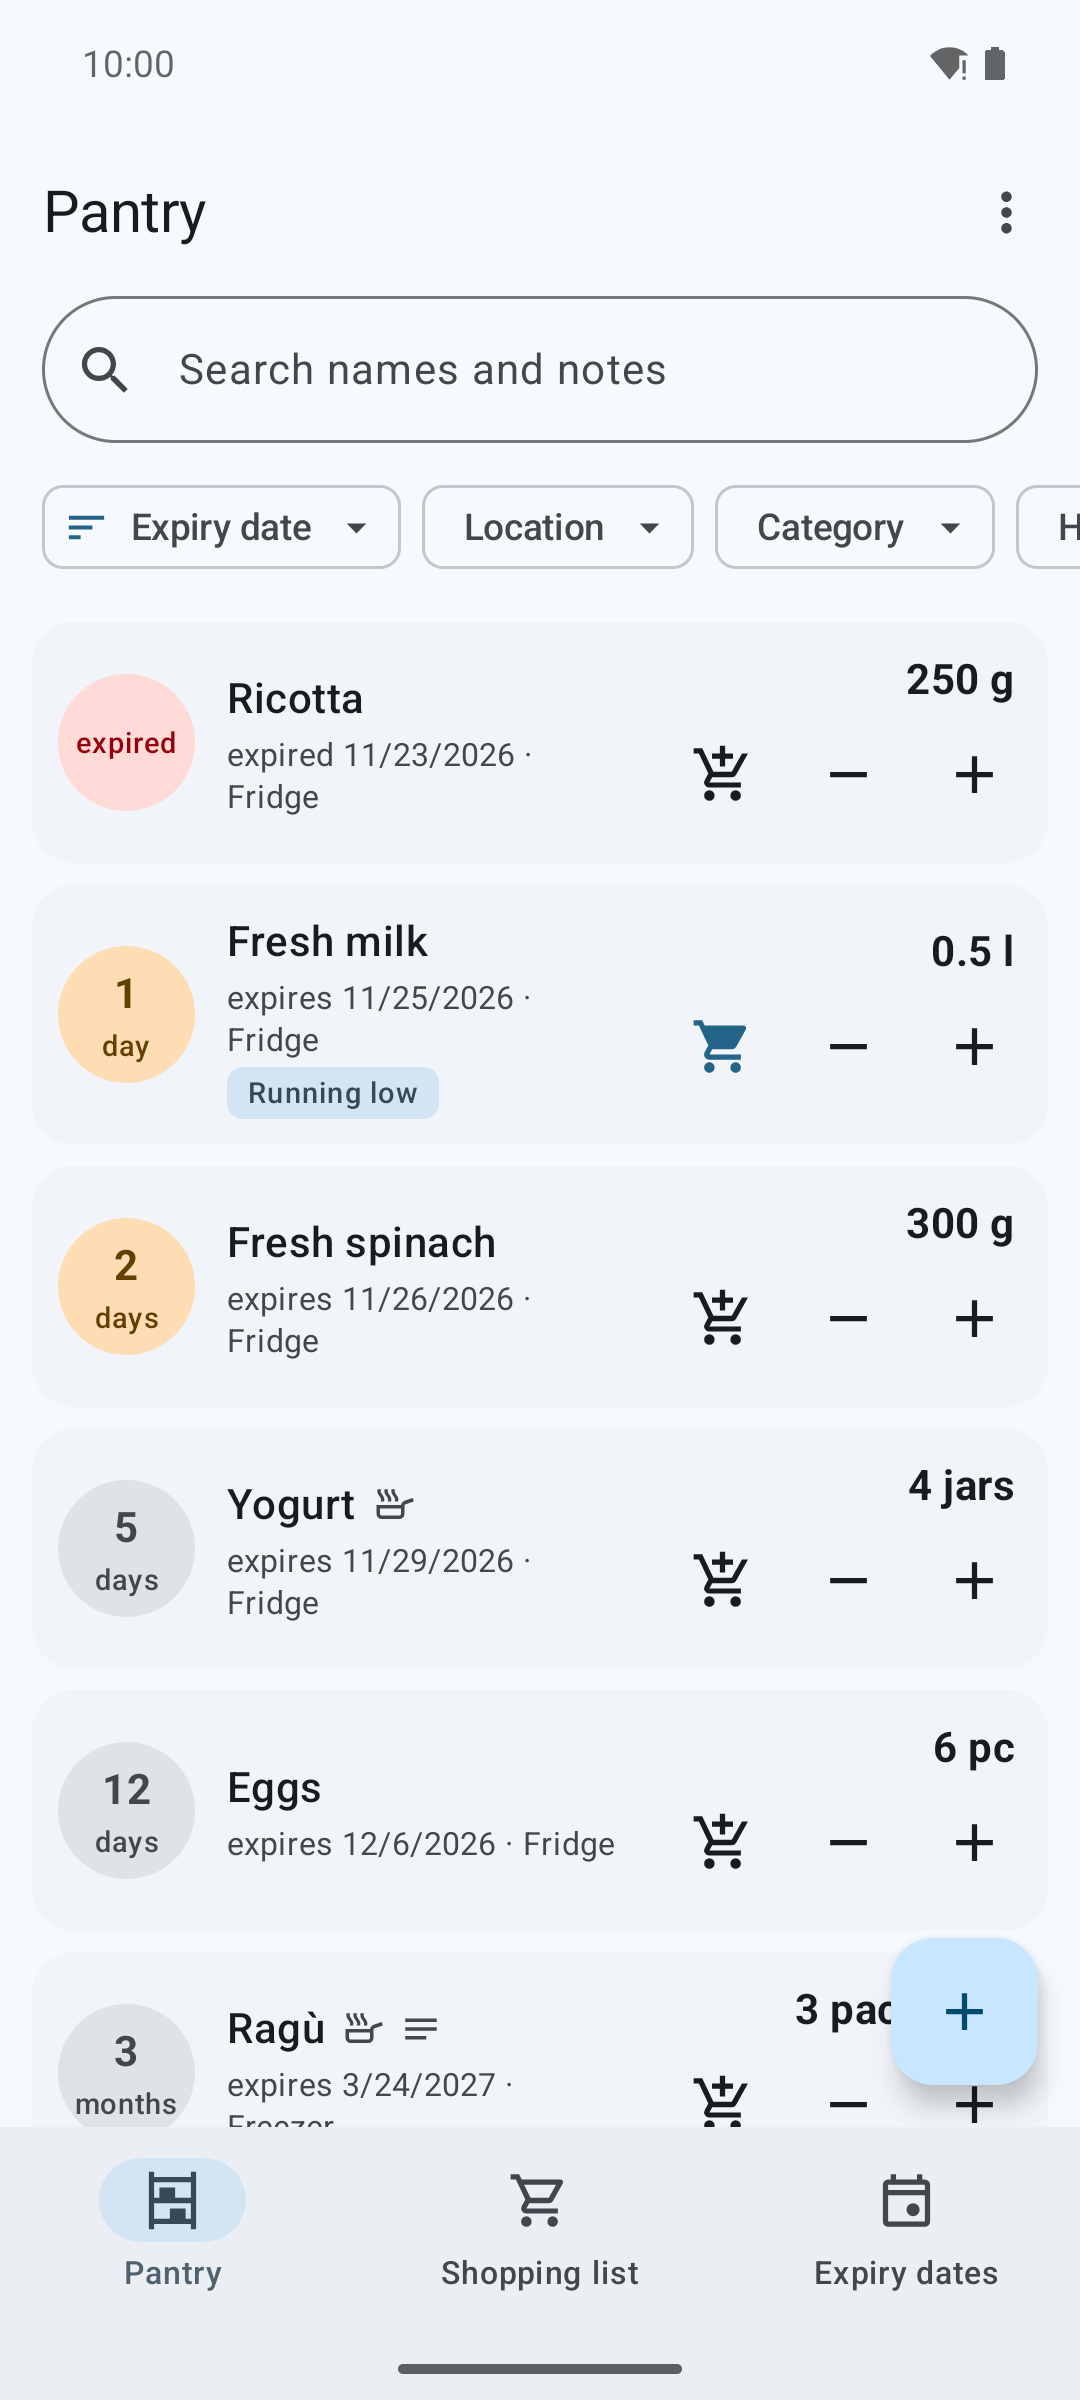 10:00
Pantry
Search names and notes
Expiry date
Location
Category
H
250 g
Ricotta
expired
expired 11/23/2026 ·
Fridge
Fresh milk
0.5 l
1
day
expires 11/25/2026 ·
Fridge
Running low
300 g
Fresh spinach
2
days
expires 11/26/2026 ·
Fridge
4 jars
Yogurt
5
days
expires 11/29/2026 ·
Fridge
6 pc
Eggs
12
days
expires 12/6/2026 · Fridge
3 pac
Ragù
3
months
expires 3/24/2027 ·
Freezer
Pantry
Shopping list
Expiry dates